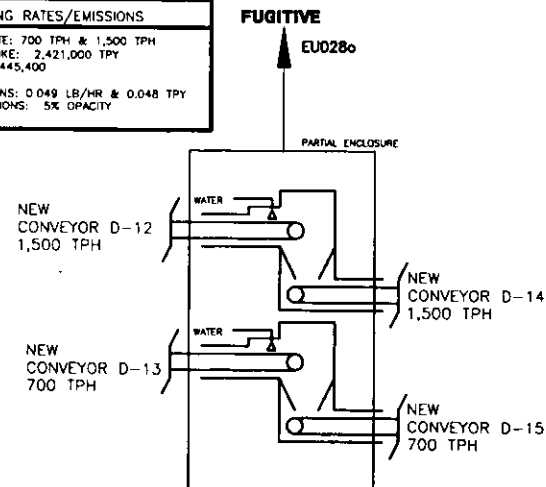 NG RATES/EMISSIONS
TE: 700 TPH & 1,500 TPH
KE: 2,421,000 TPY
445,400
NS: 0.049 LB/HR & 0.048 TPY
IONS: 5% OPACITY
FUGITIVE
EU028o
PARTIAL ENCLOSURE
WATER
NEW
CONVEYOR D-12
1,500 TPH
NEW
CONVEYOR D-14
1,500 TPH
WATER
NEW
CONVEYOR D-13
700 TPH
NEW
CONVEYOR D-15
700 TPH